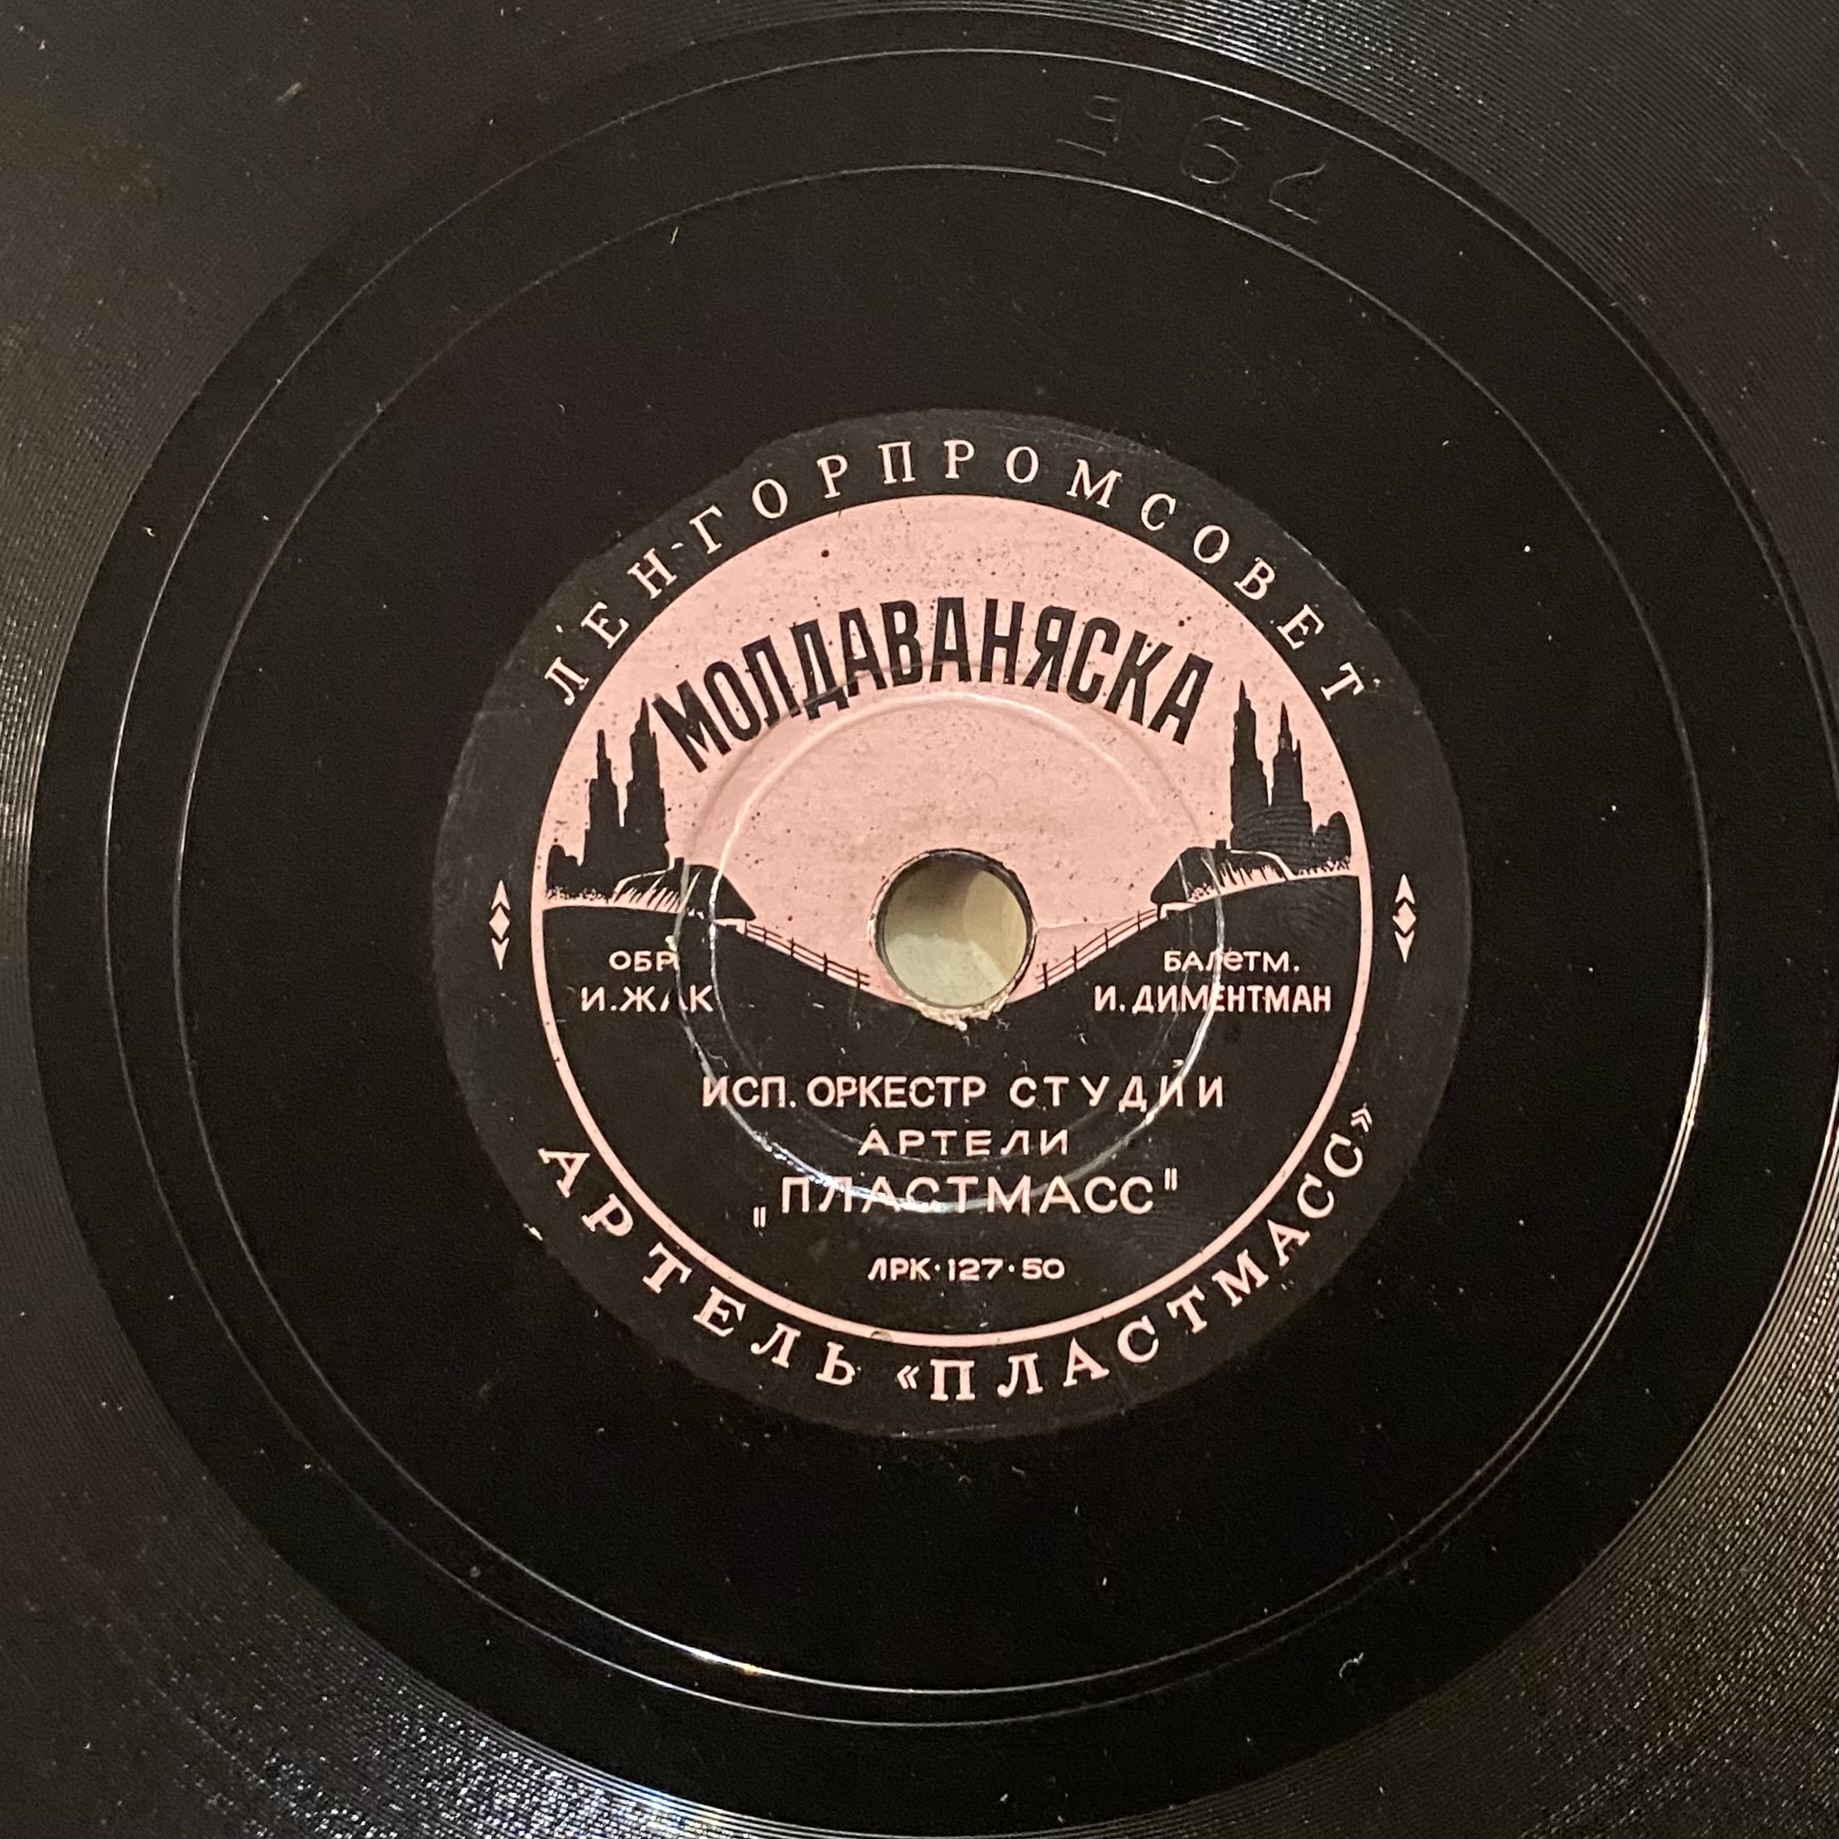 ЛЕНГОРПРОМСОВЕТ
МОЛДАВАНЯСКА
ОБР.
И. ЖАК
БАЛЕТМ.
И. ДИМЕНТМАН
ИСП. ОРКЕСТР СТУДИИ
АРТЕЛИ
„ПЛАСТМАСС"
ЛРК·127·50
АРТЕЛЬ «ПЛАСТМАСС»